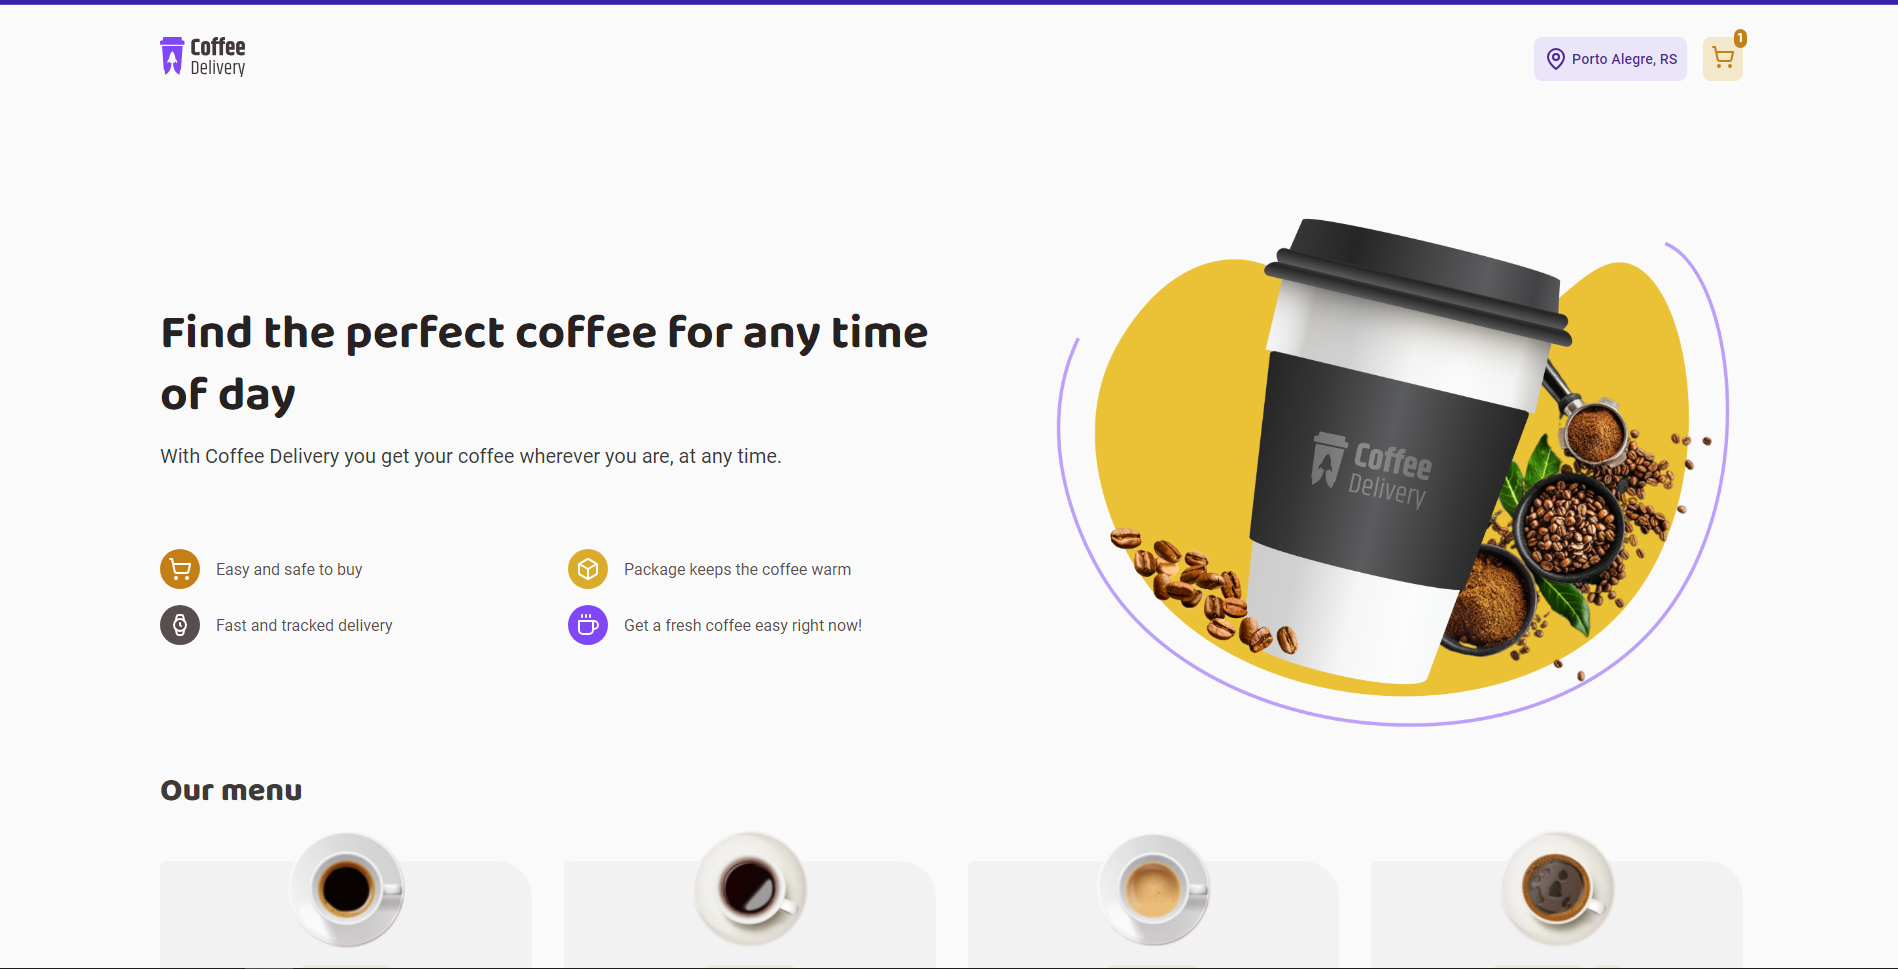 Coffee
Delivery
Porto Alegre, RS
1
Find the perfect coffee for any time
of day
With Coffee Delivery you get your coffee wherever you are, at any time.
Easy and safe to buy
Package keeps the coffee warm
Fast and tracked delivery
Get a fresh coffee easy right now!
Coffee
Delivery
Our menu